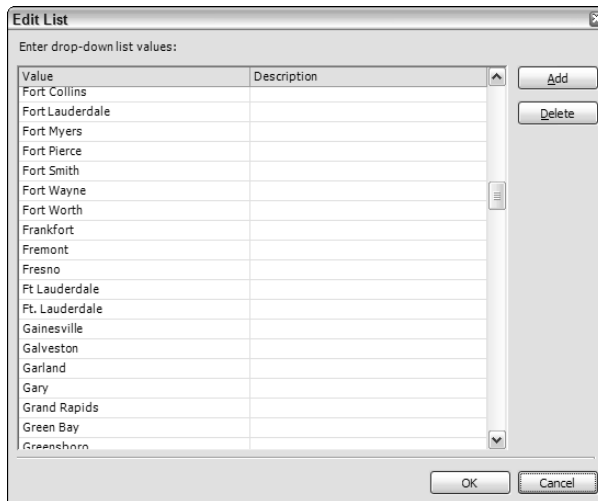 Edit List
Enter drop-down list values:
Value Description
Fort Collins
Fort Lauderdale
Fort Myers
Fort Pierce
Fort Smith
Fort Wayne
Fort Worth
Frankfort
Fremont
Fresno
Ft Lauderdale
Ft. Lauderdale
Gainesville
Galveston
Garland
Gary
Grand Rapids
Green Bay
Greensboro
Add
Delete
OK Cancel